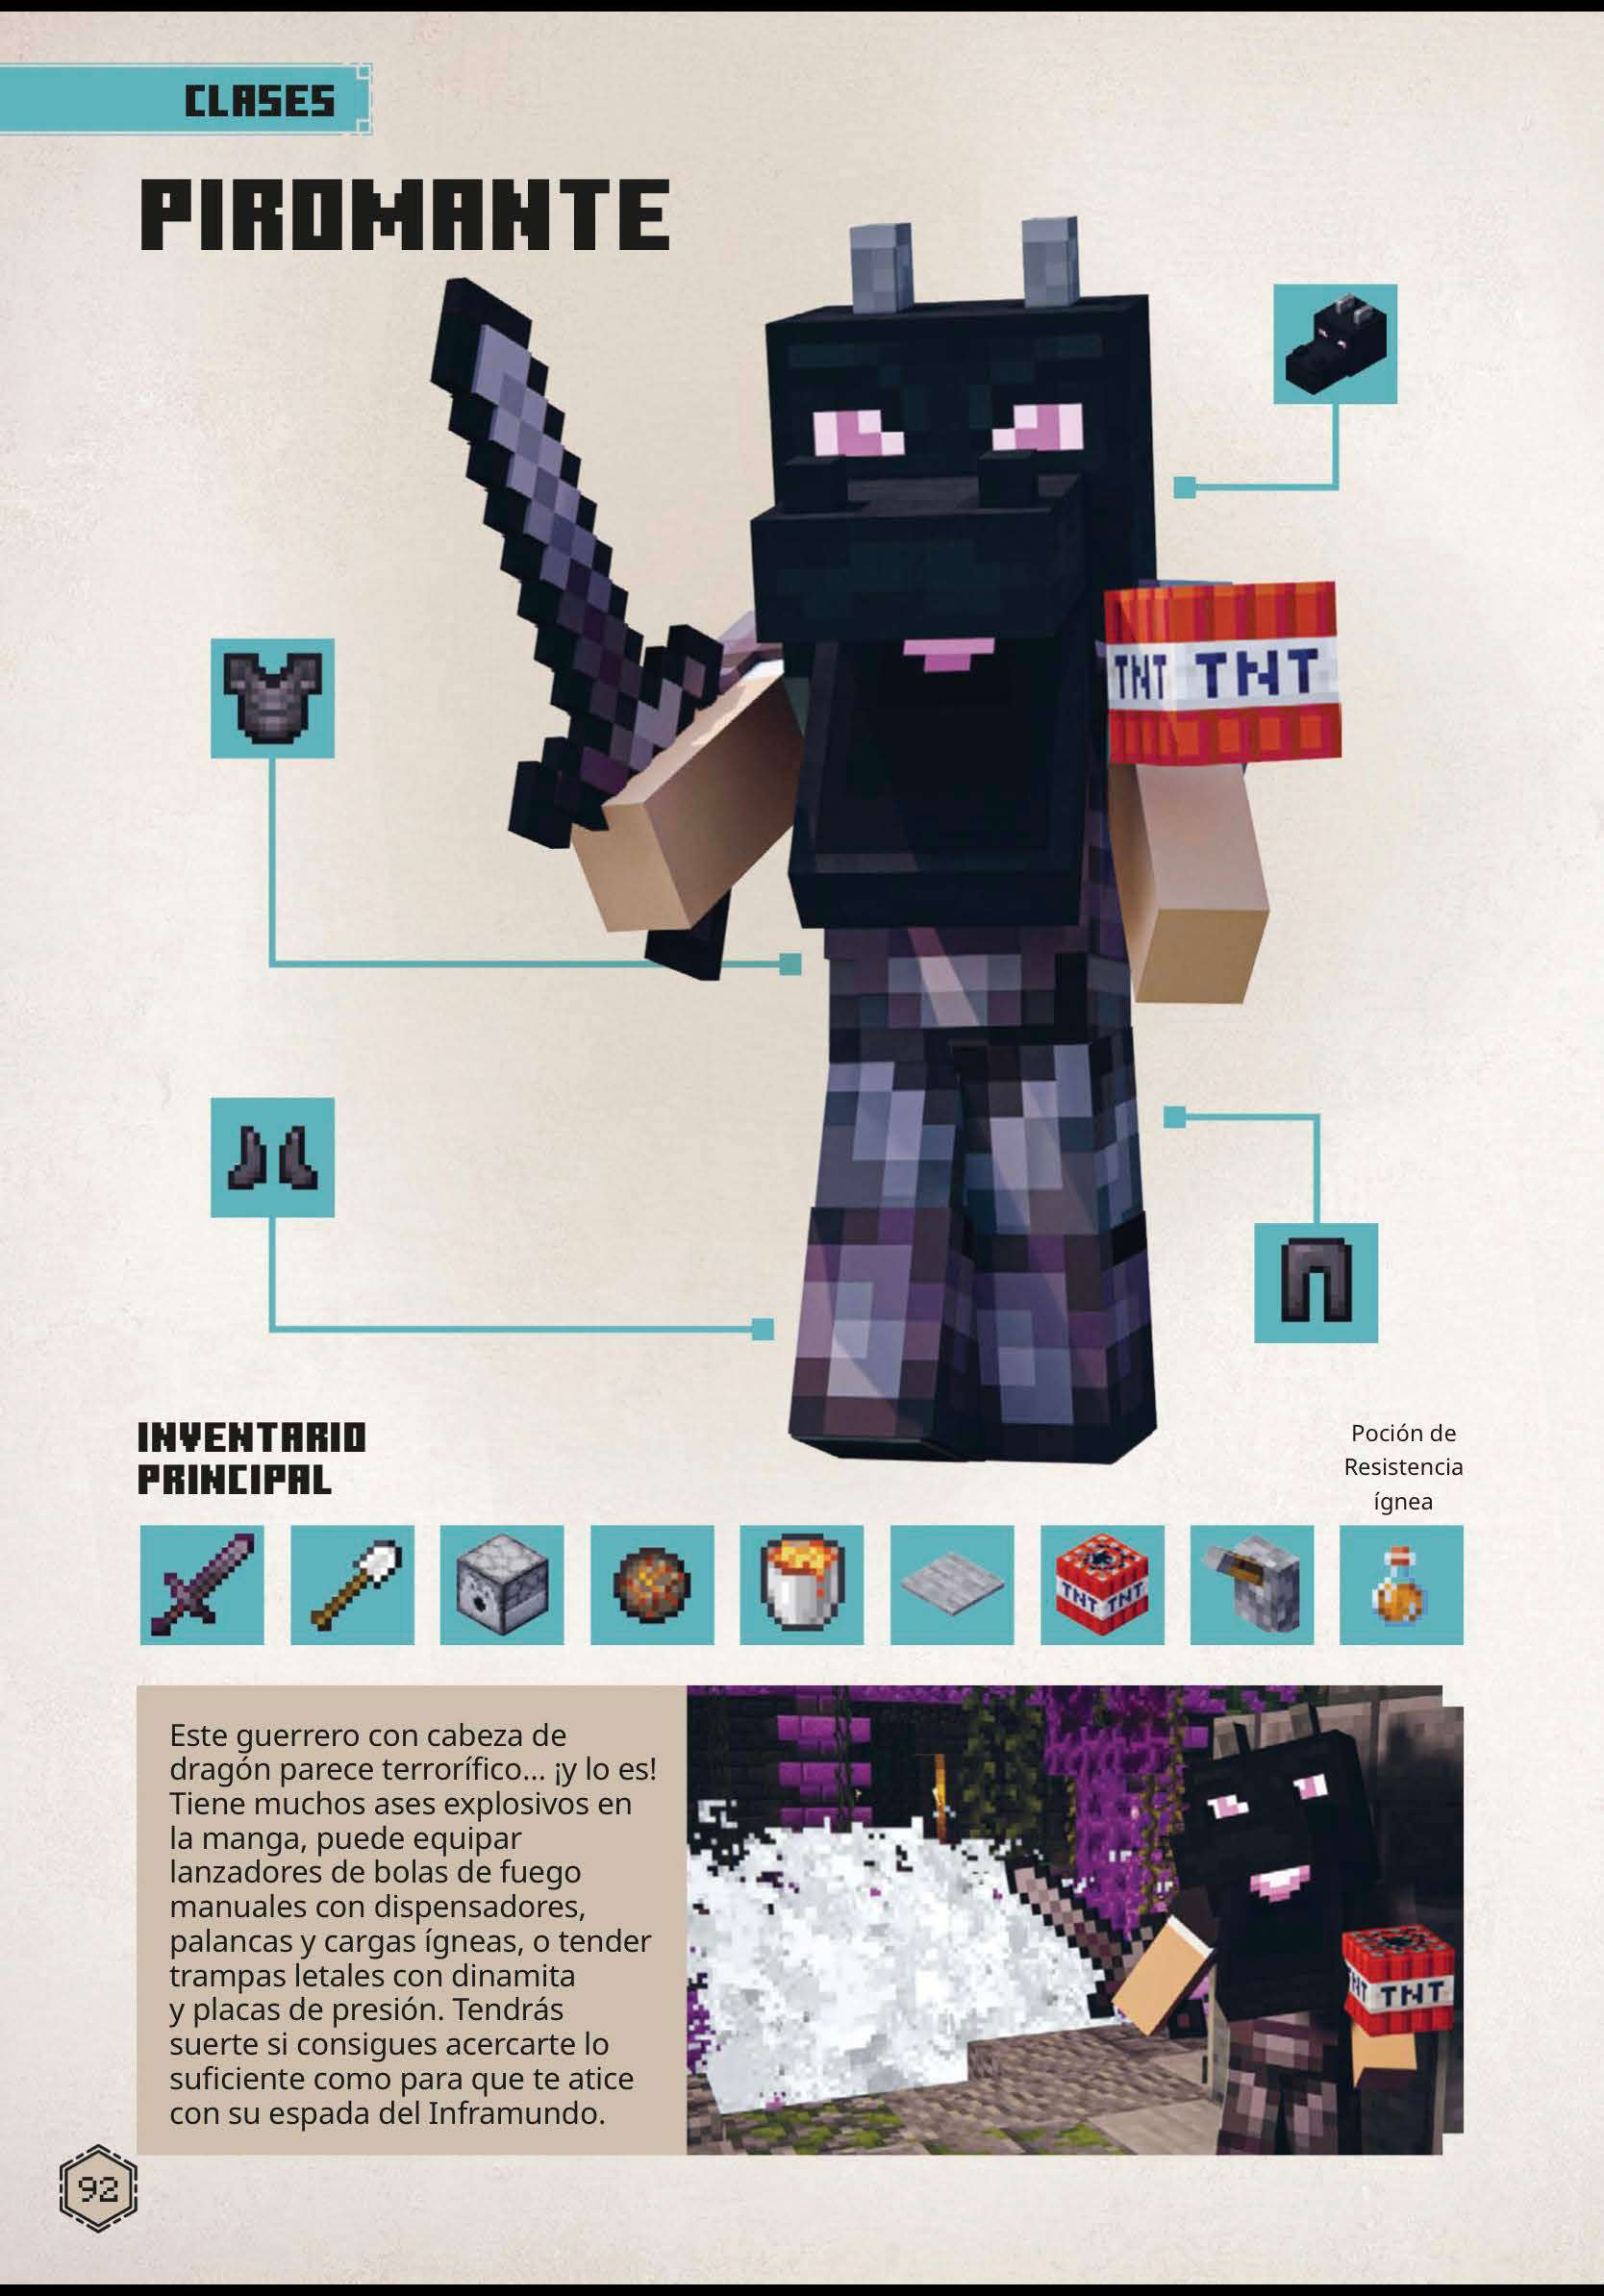 CLASES
PIROMANTE
TNT TNT
INVENTARIO
PRINCIPAL
Poción de
Resistencia
ígnea
TNT TNT
Este guerrero con cabeza de
dragón parece terrorífico... ¡y lo es!
Tiene muchos ases explosivos en
la manga, puede equipar
lanzadores de bolas de fuego
manuales con dispensadores,
palancas y cargas ígneas, o tender
trampas letales con dinamita
y placas de presión. Tendrás
suerte si consigues acercarte lo
suficiente como para que te atice
con su espada del Inframundo.
TNT TNT
92